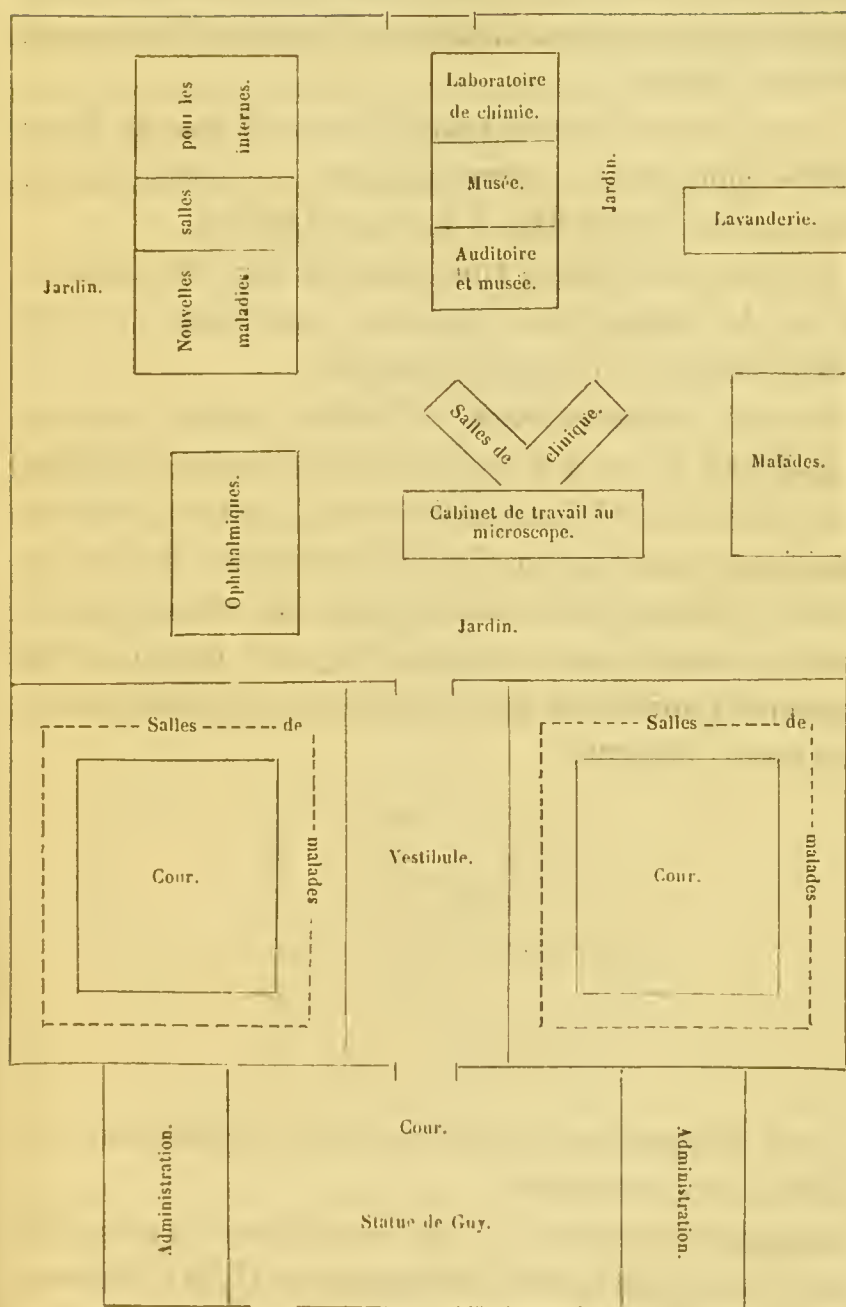 pour les
internes.
salles
Nouvelles
maladies.
Jardin.
Laboratoire
de chimie.
Musée.
Auditoire
et musée.
Jardin.
Lavanderie.
Salles de
clinique.
Cabinet de travail au
microscope.
Malades.
Ophthalmiques.
Jardin.
Salles de
malades
Cour.
Vestibule.
Salles de
malades
Cour.
Administration.
Cour.
Statue de Guy.
Administration.